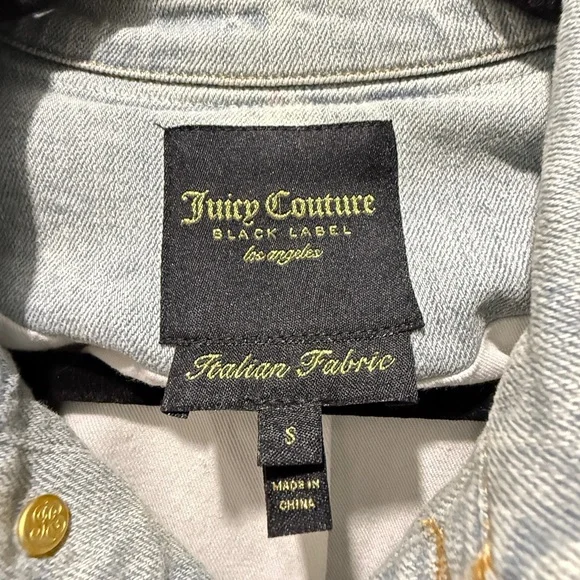 Juicy Couture
BLACK LABEL
los angeles
Italian Fabric
S
MADE IN
CHINA